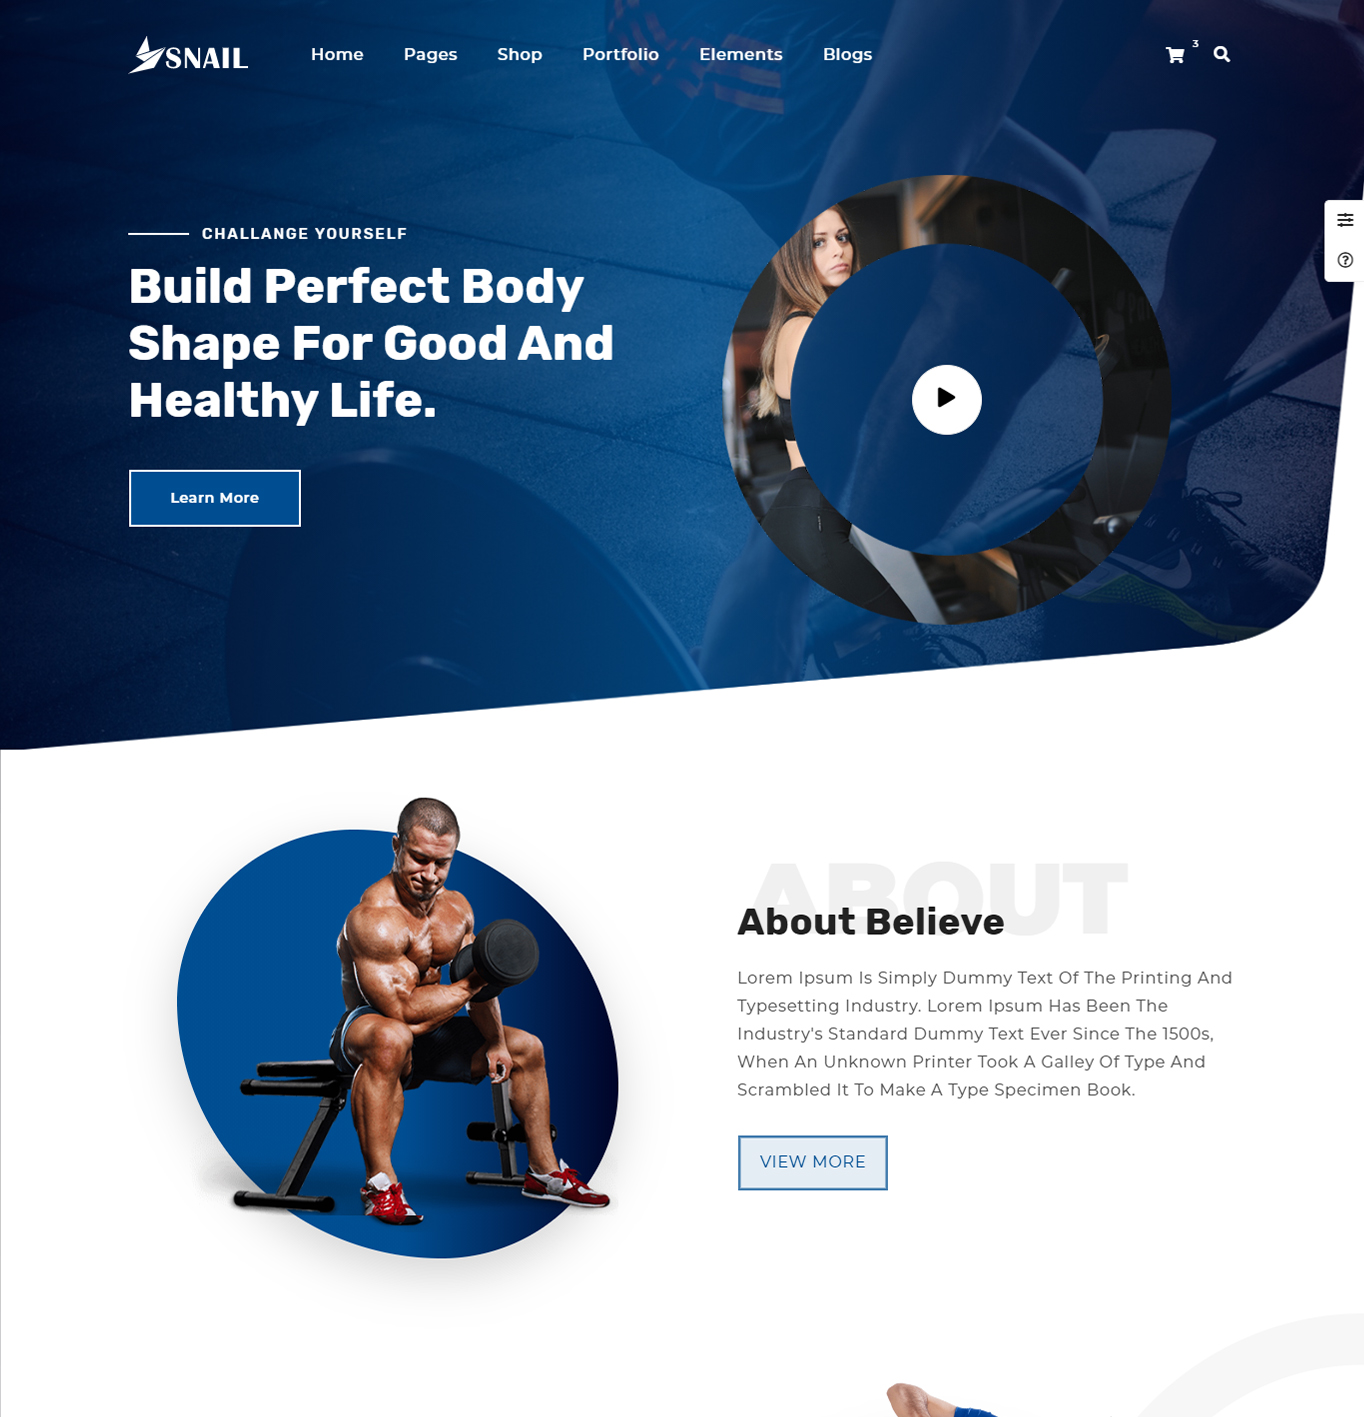 SNAIL
Home Pages Shop Portfolio Elements Blogs
3
CHALLANGE YOURSELF
Build Perfect Body
Shape For Good And
Healthy Life.
Learn More
ABOUT
About Believe
Lorem Ipsum Is Simply Dummy Text Of The Printing And
Typesetting Industry. Lorem Ipsum Has Been The
Industry's Standard Dummy Text Ever Since The 1500s,
When An Unknown Printer Took A Galley Of Type And
Scrambled It To Make A Type Specimen Book.
VIEW MORE